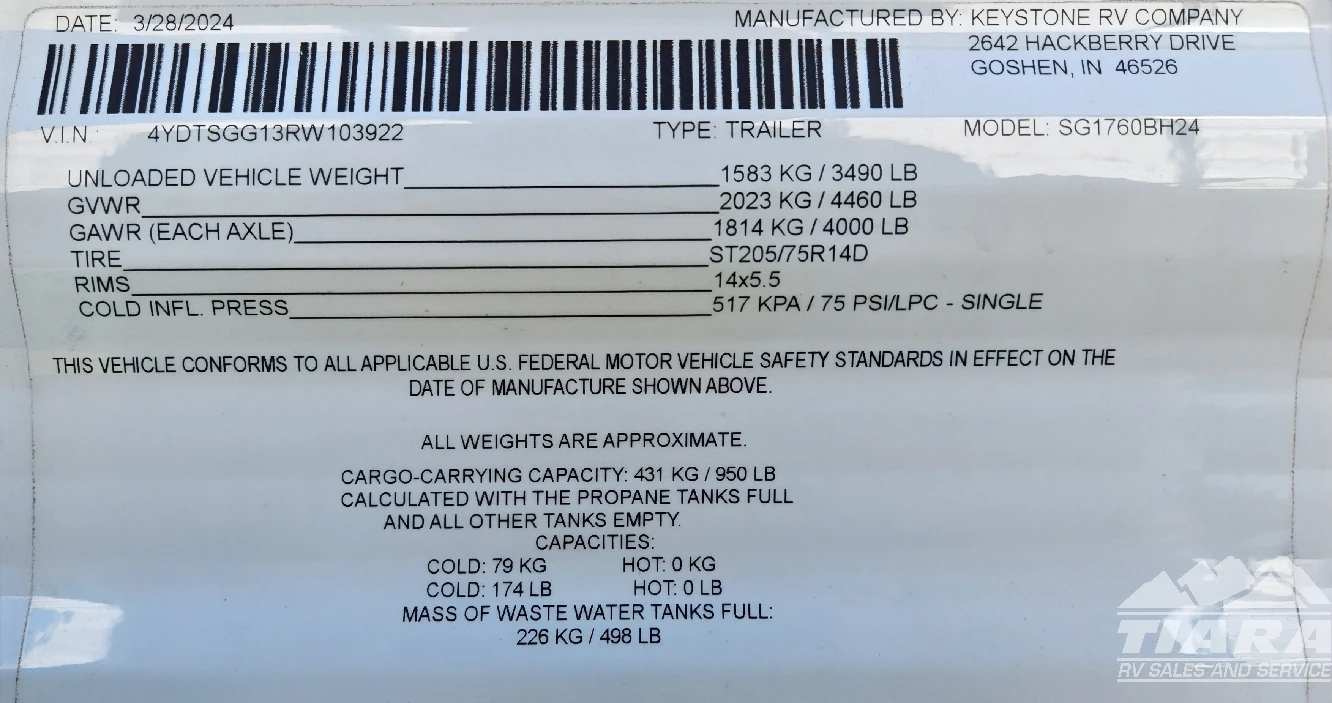 DATE: 3/28/2024
MANUFACTURED BY: KEYSTONE RV COMPANY
2642 HACKBERRY DRIVE
GOSHEN, IN 46526
V.I.N. 4YDTSGG13RW103922 TYPE: TRAILER MODEL: SG1760BH24
UNLOADED VEHICLE WEIGHT 1583 KG / 3490 LB
GVWR 2023 KG / 4460 LB
GAWR (EACH AXLE) 1814 KG / 4000 LB
TIRE ST205/75R14D
RIMS 14x5.5
COLD INFL. PRESS 517 KPA / 75 PSI/LPC - SINGLE
THIS VEHICLE CONFORMS TO ALL APPLICABLE U.S. FEDERAL MOTOR VEHICLE SAFETY STANDARDS IN EFFECT ON THE
DATE OF MANUFACTURE SHOWN ABOVE.
ALL WEIGHTS ARE APPROXIMATE.
CARGO-CARRYING CAPACITY: 431 KG / 950 LB
CALCULATED WITH THE PROPANE TANKS FULL
AND ALL OTHER TANKS EMPTY.
CAPACITIES:
COLD: 79 KG HOT: 0 KG
COLD: 174 LB HOT: 0 LB
MASS OF WASTE WATER TANKS FULL:
226 KG / 498 LB
TIARA
RV SALES AND SERVICE